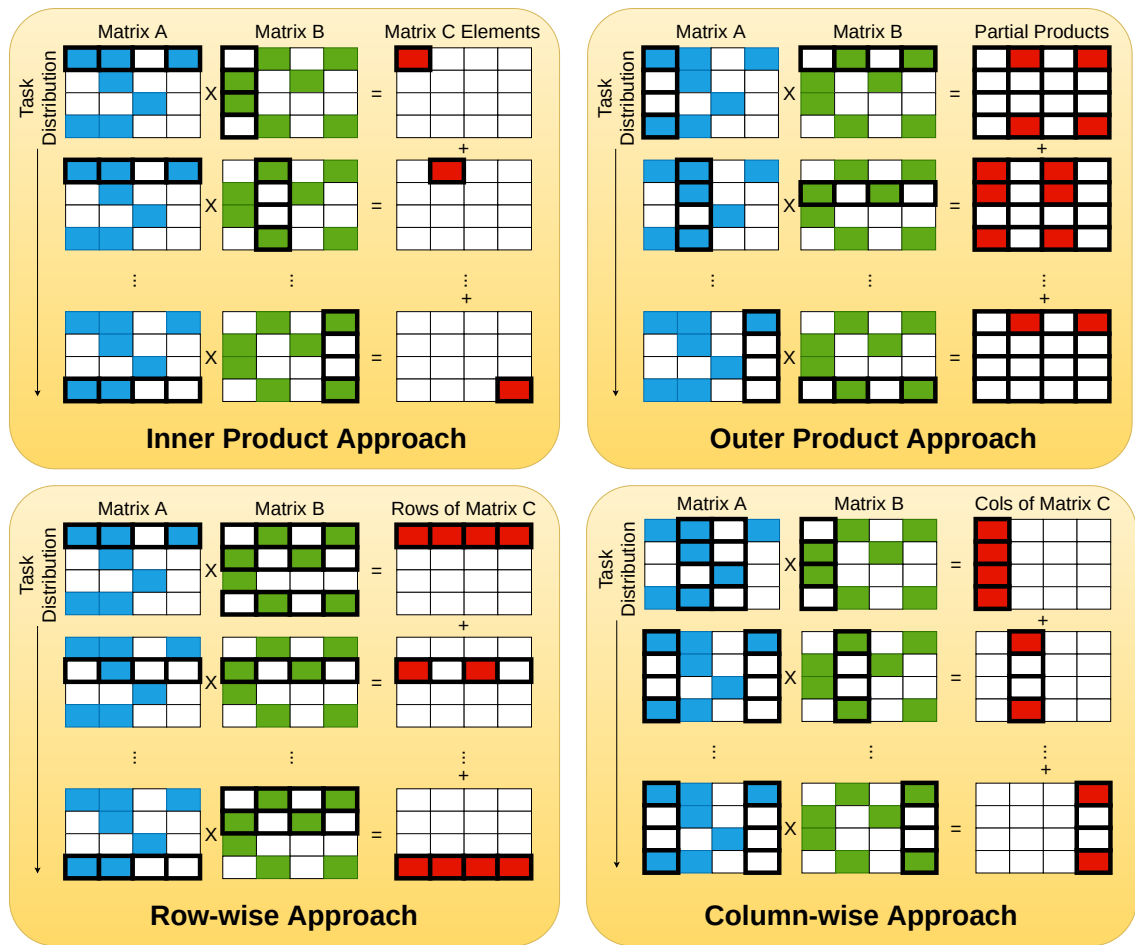 Matrix A Matrix B Matrix C Elements
Task
Distribution
X =
+
X =
... ... ...
+
X =
Inner Product Approach
Matrix A Matrix B Partial Products
Task
Distribution
X =
+
X =
... ... ...
+
X =
Outer Product Approach
Matrix A Matrix B Rows of Matrix C
Task
Distribution
X =
+
X =
... ... ...
+
X =
Row-wise Approach
Matrix A Matrix B Cols of Matrix C
Task
Distribution
X =
+
X =
... ... ...
+
X =
Column-wise Approach